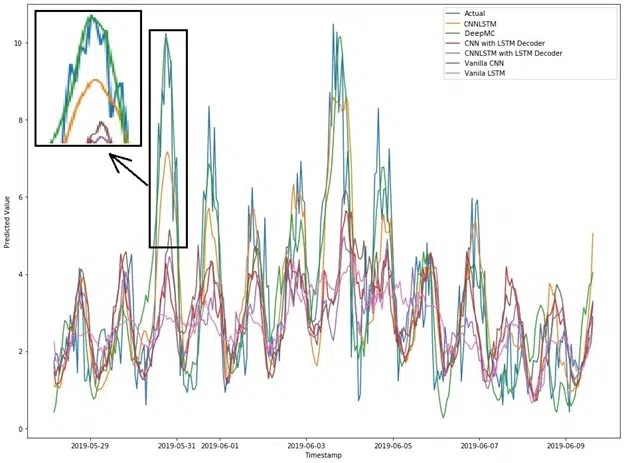 Actual
CNNLSTM
DeepMC
CNN with LSTM Decoder
CNNLSTM with LSTM Decoder
Vanilla CNN
Vanila LSTM
10
8
6
4
2
0
Predicted Value
2019-05-29
2019-05-31
2019-06-01
2019-06-03
2019-06-05
2019-06-07
2019-06-09
Timestamp